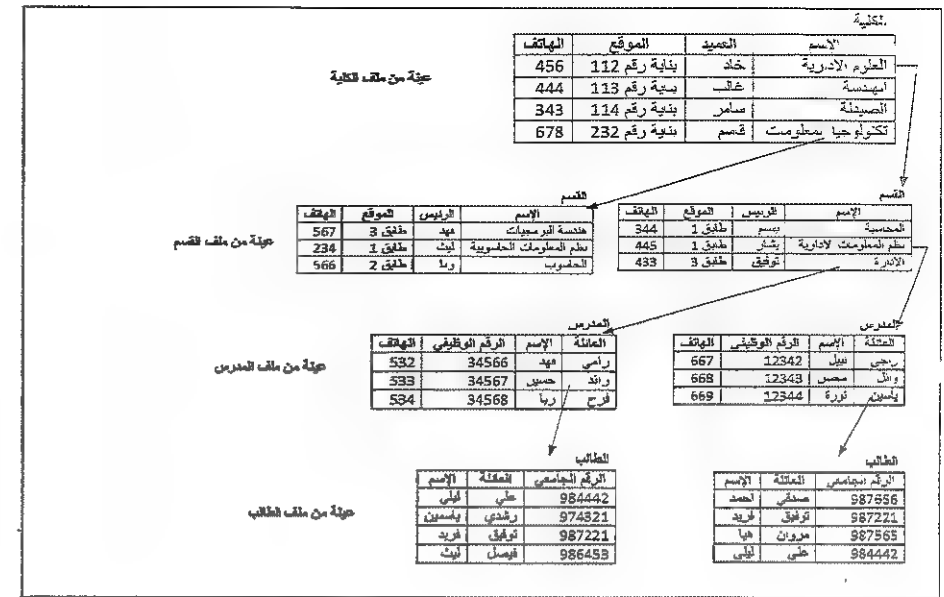 الكلية
الاسم العميد الموقع الهاتف
العلوم الادارية خالد بناية رقم 112 456
الهندسة غالب بناية رقم 113 444
الصيدلة سامر بناية رقم 114 343
تكنولوجيا المعلومات قاسم بناية رقم 232 678
عينة من ملف الكلية
القسم
الإسم الرئيس الموقع الهاتف
المحاسبة طابق 1 344
نظم المعلومات الادارية بشار طابق 1 445
الادارة توفيق طابق 3 433
القسم
الإسم الرئيس الموقع الهاتف
هندسة البرمجيات مهد طابق 3 567
نظم المعلومات الحاسوبية ليث طابق 1 234
الحاسوب ربا طابق 2 566
عينة من ملف القسم
المدرس
العائلة الإسم الرقم الوظيفي الهاتف
نبيل 12342 667
وائل 12343 668
ياسين نورة 12344 669
المدرس
العائلة الإسم الرقم الوظيفي الهاتف
رامي مهد 34566 532
رائد حسين 34567 533
فرح ربا 34568 534
عينة من ملف المدرس
الطالب
الرقم الجامعي العائلة الإسم
صدقي احمد
987221 توفيق فريد
987565 مروان هيا
984442 علي ليلى
الطالب
الرقم الجامعي العائلة الإسم
984442 علي ليلى
974321 رشدي ياسمين
987221 توفيق فريد
986453 فيصل ليث
عينة من ملف الطالب